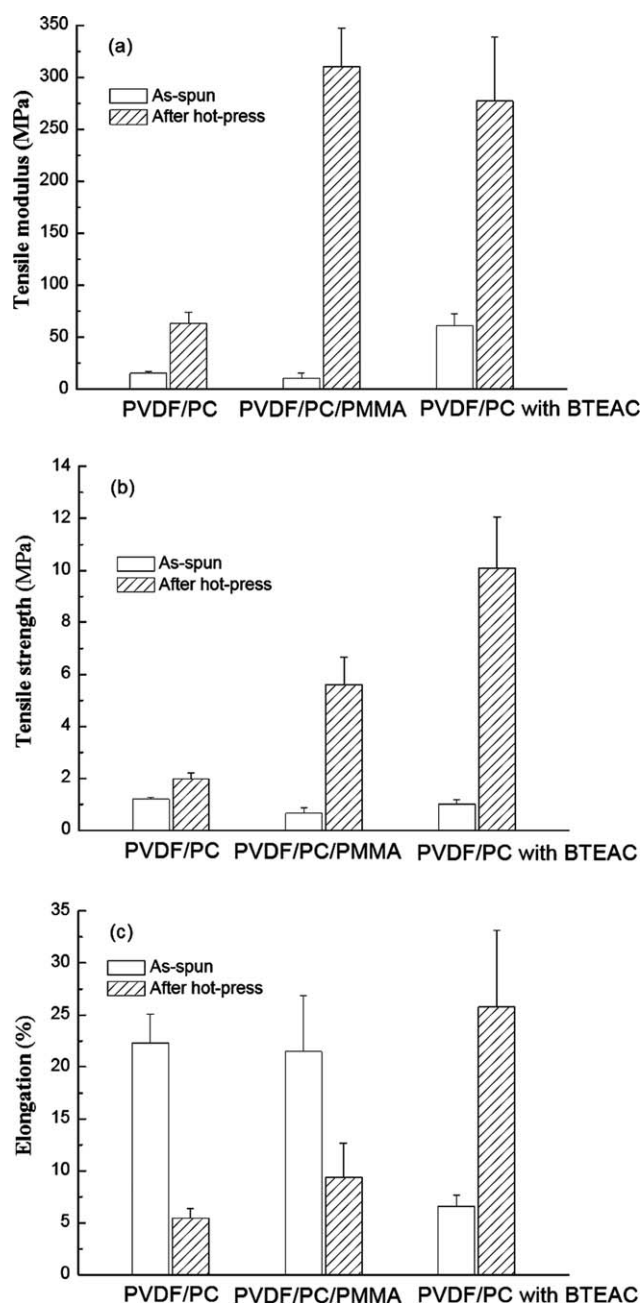 (a)
As-spun
After hot-press
Tensile modulus (MPa)
350
300
250
200
150
100
50
0
PVDF/PC PVDF/PC/PMMA PVDF/PC with BTEAC
(b)
As-spun
After hot-press
Tensile strength (MPa)
14
12
10
8
6
4
2
0
PVDF/PC PVDF/PC/PMMA PVDF/PC with BTEAC
(c)
As-spun
After hot-press
Elongation (%)
35
30
25
20
15
10
5
0
PVDF/PC PVDF/PC/PMMA PVDF/PC with BTEAC